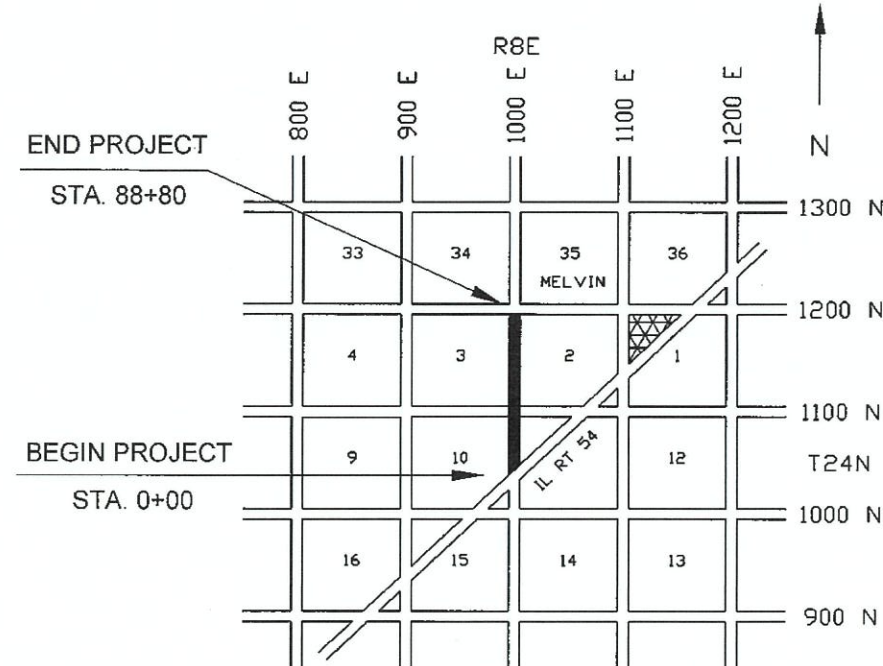 R8E
800 E
900 E
1000 E
1100 E
1200 E
N
END PROJECT
STA. 88+80
1300 N
33
34
35
36
MELVIN
1200 N
4
3
2
1
1100 N
BEGIN PROJECT
STA. 0+00
9
10
IL RT 54
12
T24N
1000 N
16
15
14
13
900 N